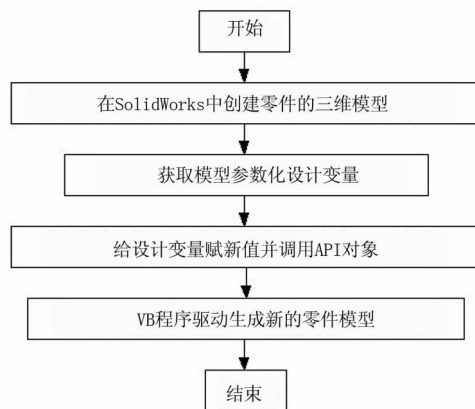 开始
在SolidWorks中创建零件的三维模型
获取模型参数化设计变量
给设计变量赋新值并调用API对象
VB程序驱动生成新的零件模型
结束